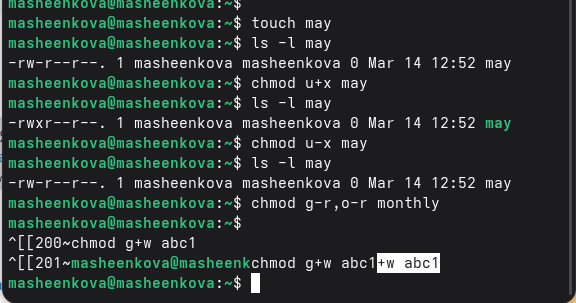 masheenkova@masheenkova:~$
masheenkova@masheenkova:~$ touch may
masheenkova@masheenkova:~$ ls -l may
-rw-r--r--. 1 masheenkova masheenkova 0 Mar 14 12:52 may
masheenkova@masheenkova:~$ chmod u+x may
masheenkova@masheenkova:~$ ls -l may
-rwxr--r--. 1 masheenkova masheenkova 0 Mar 14 12:52 may
masheenkova@masheenkova:~$ chmod u-x may
masheenkova@masheenkova:~$ ls -l may
-rw-r--r--. 1 masheenkova masheenkova 0 Mar 14 12:52 may
masheenkova@masheenkova:~$ chmod g-r,o-r monthly
masheenkova@masheenkova:~$
^[[200~chmod g+w abc1
^[[201~masheenkova@masheenkchmod g+w abc1+w abc1
masheenkova@masheenkova:~$